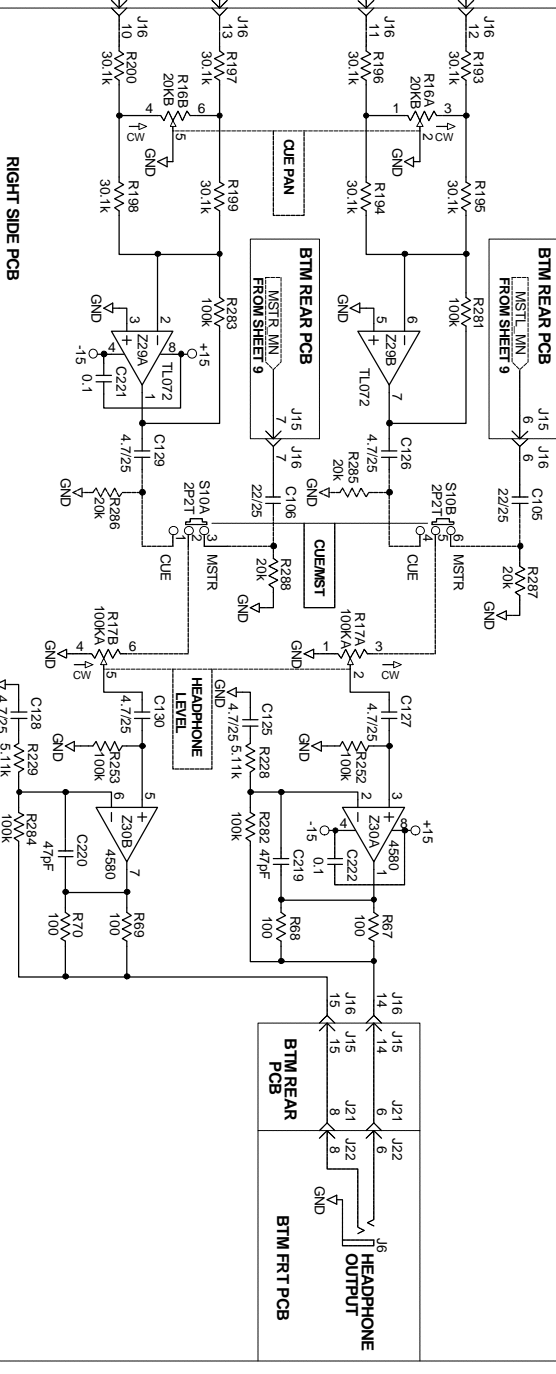 J16
10
J16
13
J16
11
J16
12
R200
30.1k
R197
30.1k
R196
30.1k
R193
30.1k
R16B
20KB
4
6
5
CW
GND
R16A
20KB
1
3
2
CW
GND
CUE PAN
R198
30.1k
R199
30.1k
R194
30.1k
R195
30.1k
RIGHT SIDE PCB
BTM REAR PCB
MSTR_MN
FROM SHEET 9
J15
7
J16
7
BTM REAR PCB
MSTL_MN
FROM SHEET 9
J15
6
J16
6
R283
100k
R281
100k
GND
3
2
+
−
Z29A
TL072
1
4
8
-15
+15
C221
0.1
GND
5
6
+
−
Z29B
TL072
7
C129
4.7/25
C126
4.7/25
C106
22/25
C105
22/25
R286
20k
GND
R285
20k
GND
R288
20k
GND
R287
20k
GND
S10A
2P2T
1
2
3
CUE
MSTR
S10B
2P2T
4
5
6
CUE
MSTR
CUE/MST
R17B
100KA
4
6
5
CW
GND
R17A
100KA
1
3
2
CW
GND
HEADPHONE
LEVEL
C130
4.7/25
C127
4.7/25
R253
100k
GND
R252
100k
GND
C128
4.7/25
R229
5.11k
GND
C125
4.7/25
R228
5.11k
R284
100k
R282
100k
6
5
−
+
Z30B
4580
7
C220
47pF
2
3
−
+
Z30A
4580
1
4
8
-15
+15
C222
0.1
C219
47pF
R70
100
R69
100
R68
100
R67
100
J16
15
J16
14
J15
15
J15
14
BTM REAR
PCB
J21
8
J21
6
J22
8
J22
6
GND
J6
HEADPHONE
OUTPUT
BTM FRT PCB